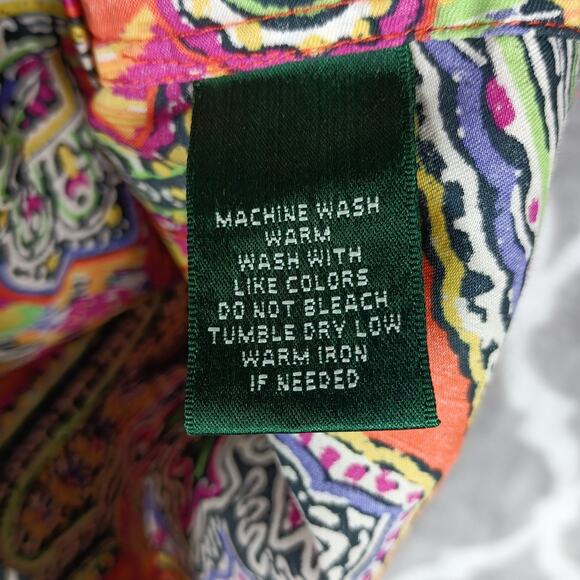 MACHINE WASH
WARM
WASH WITH
LIKE COLORS
DO NOT BLEACH
TUMBLE DRY LOW
WARM IRON
IF NEEDED